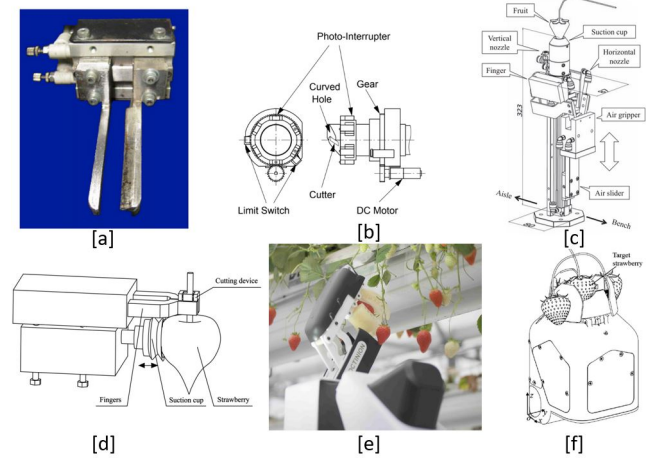 Fruit
Suction cup
Vertical
nozzle
Horizontal
nozzle
Finger
323
Air gripper
Air slider
Aisle
Bench
Photo-Interrupter
Curved
Hole
Gear
Cutter
Limit Switch
DC Motor
[a]
[b]
[c]
Cutting device
Fingers
Suction cup
Strawberry
OCTINION
Target
strawberry
[d]
[e]
[f]